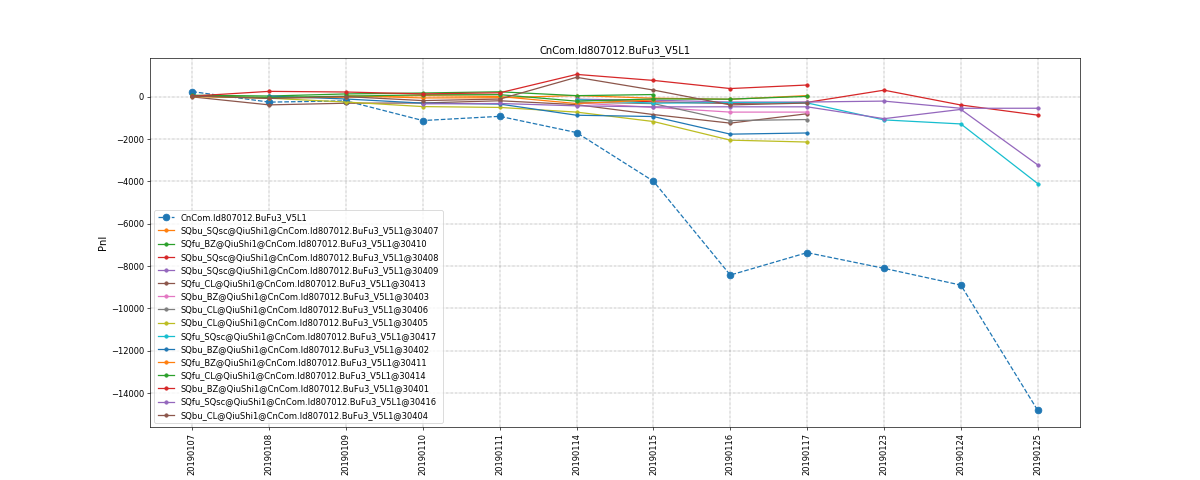 CnCom.Id807012.BuFu3_V5L1
Pnl
0
−2000
−4000
−6000
−8000
−10000
−12000
−14000
CnCom.Id807012.BuFu3_V5L1
SQbu_SQsc@QiuShi1@CnCom.Id807012.BuFu3_V5L1@30407
SQfu_BZ@QiuShi1@CnCom.Id807012.BuFu3_V5L1@30410
SQbu_SQsc@QiuShi1@CnCom.Id807012.BuFu3_V5L1@30408
SQbu_SQsc@QiuShi1@CnCom.Id807012.BuFu3_V5L1@30409
SQfu_CL@QiuShi1@CnCom.Id807012.BuFu3_V5L1@30413
SQbu_BZ@QiuShi1@CnCom.Id807012.BuFu3_V5L1@30403
SQbu_CL@QiuShi1@CnCom.Id807012.BuFu3_V5L1@30406
SQbu_CL@QiuShi1@CnCom.Id807012.BuFu3_V5L1@30405
SQfu_SQsc@QiuShi1@CnCom.Id807012.BuFu3_V5L1@30417
SQbu_BZ@QiuShi1@CnCom.Id807012.BuFu3_V5L1@30402
SQfu_BZ@QiuShi1@CnCom.Id807012.BuFu3_V5L1@30411
SQfu_CL@QiuShi1@CnCom.Id807012.BuFu3_V5L1@30414
SQbu_BZ@QiuShi1@CnCom.Id807012.BuFu3_V5L1@30401
SQfu_SQsc@QiuShi1@CnCom.Id807012.BuFu3_V5L1@30416
SQbu_CL@QiuShi1@CnCom.Id807012.BuFu3_V5L1@30404
20190107
20190108
20190109
20190110
20190111
20190114
20190115
20190116
20190117
20190123
20190124
20190125